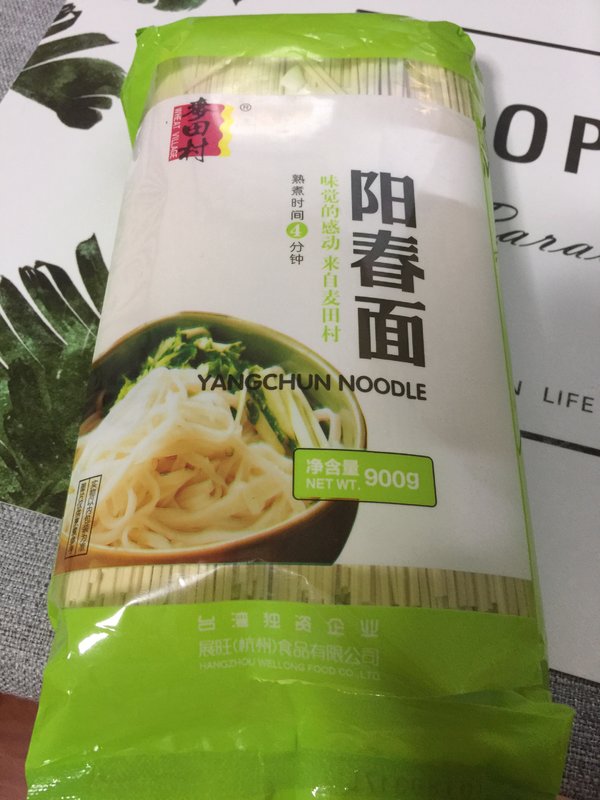 麦田村
WHEAT VILLAGE
®
阳春面
味觉的感动 来自麦田村
熟煮时间4分钟
YANGCHUN NOODLE
净含量
NET WT. 900g
台湾独资企业
展旺(杭州)食品有限公司
HANGZHOU WELLONG FOOD CO.,LTD
OP
Para
N LIFE